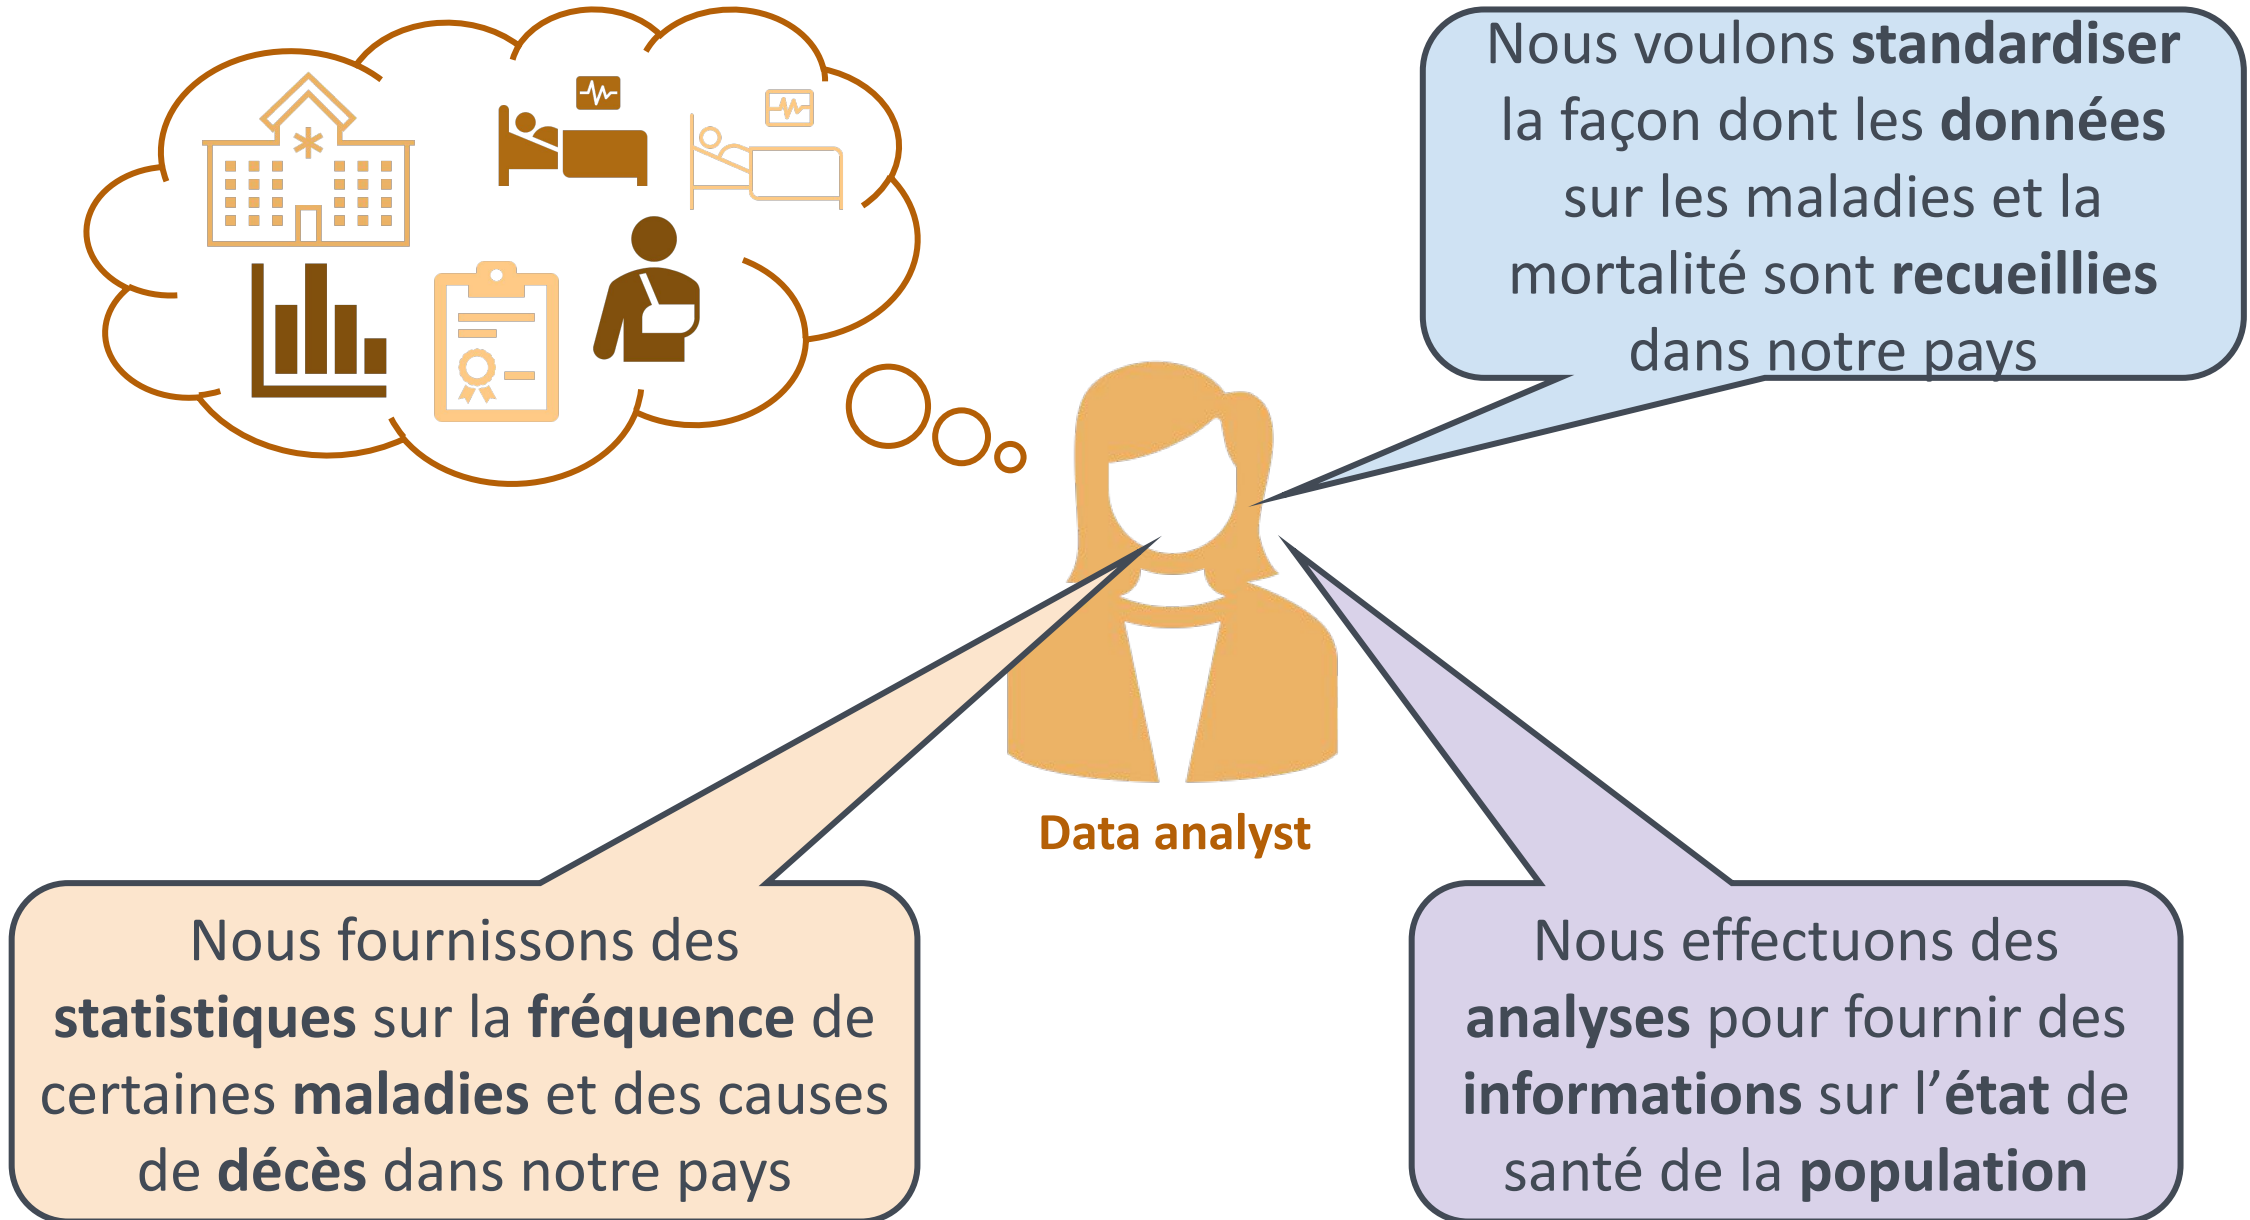 Nous voulons standardiser
la façon dont les données
sur les maladies et la
mortalité sont recueillies
dans notre pays
Data analyst
Nous fournissons des
statistiques sur la fréquence de
certaines maladies et des causes
de décès dans notre pays
Nous effectuons des
analyses pour fournir des
informations sur l’état de
santé de la population